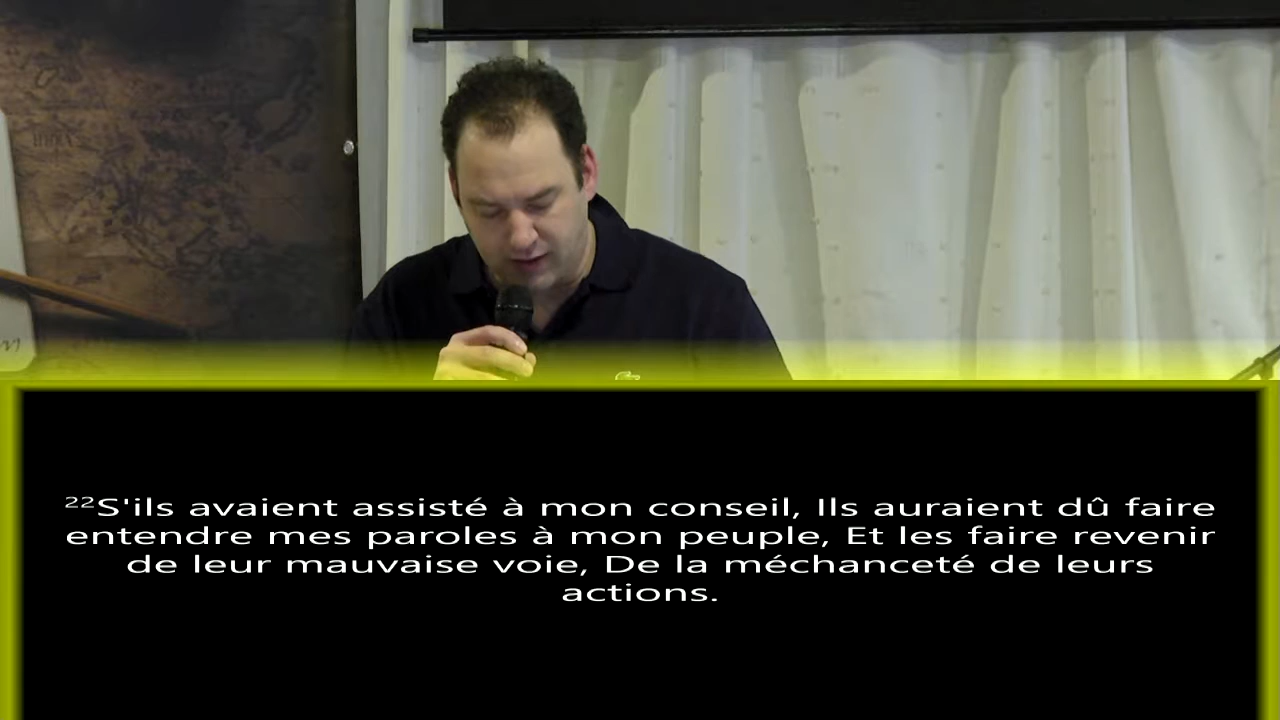 ²²S'ils avaient assisté à mon conseil, Ils auraient dû faire
entendre mes paroles à mon peuple, Et les faire revenir
de leur mauvaise voie, De la méchanceté de leurs
actions.